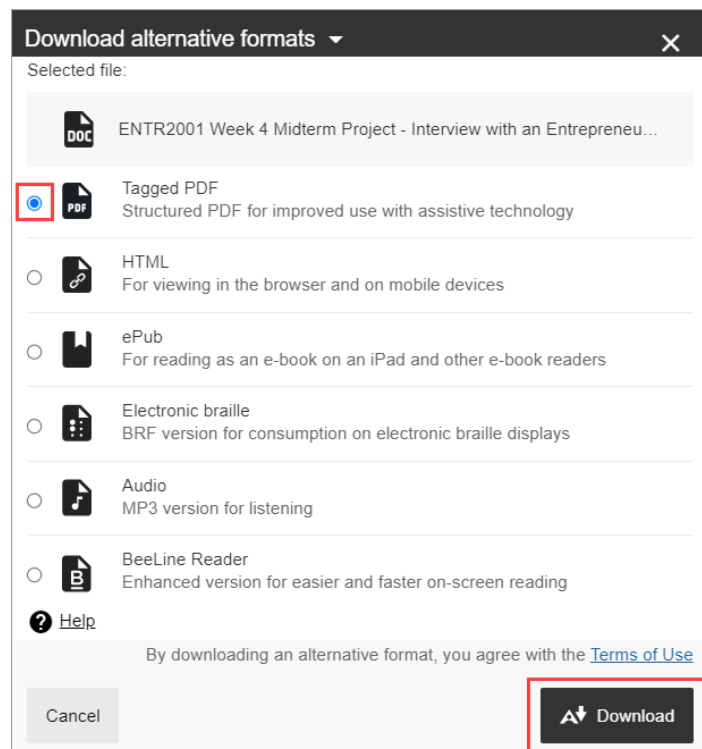 Download alternative formats
Selected file:
DOC
ENTR2001 Week 4 Midterm Project - Interview with an Entrepreneu...
PDF
Tagged PDF
Structured PDF for improved use with assistive technology
HTML
For viewing in the browser and on mobile devices
ePub
For reading as an e-book on an iPad and other e-book readers
Electronic braille
BRF version for consumption on electronic braille displays
Audio
MP3 version for listening
B
BeeLine Reader
Enhanced version for easier and faster on-screen reading
? Help
By downloading an alternative format, you agree with the Terms of Use
Cancel
A Download